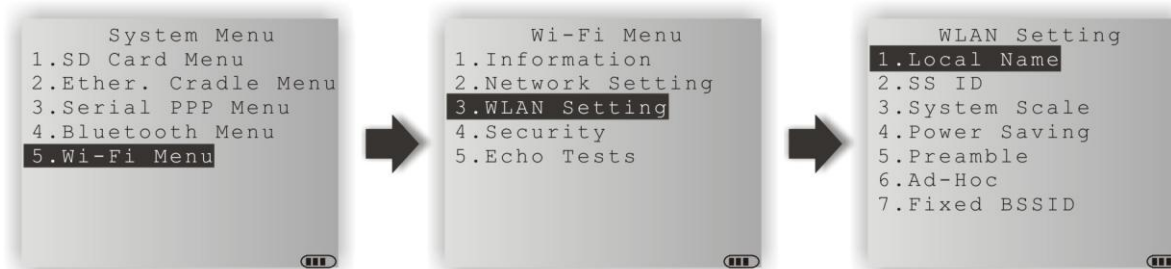 System Menu
1.SD Card Menu
2.Ether. Cradle Menu
3.Serial PPP Menu
4.Bluetooth Menu
5.Wi-Fi Menu
Wi-Fi Menu
1.Information
2.Network Setting
3.WLAN Setting
4.Security
5.Echo Tests
WLAN Setting
1.Local Name
2.SS ID
3.System Scale
4.Power Saving
5.Preamble
6.Ad-Hoc
7.Fixed BSSID